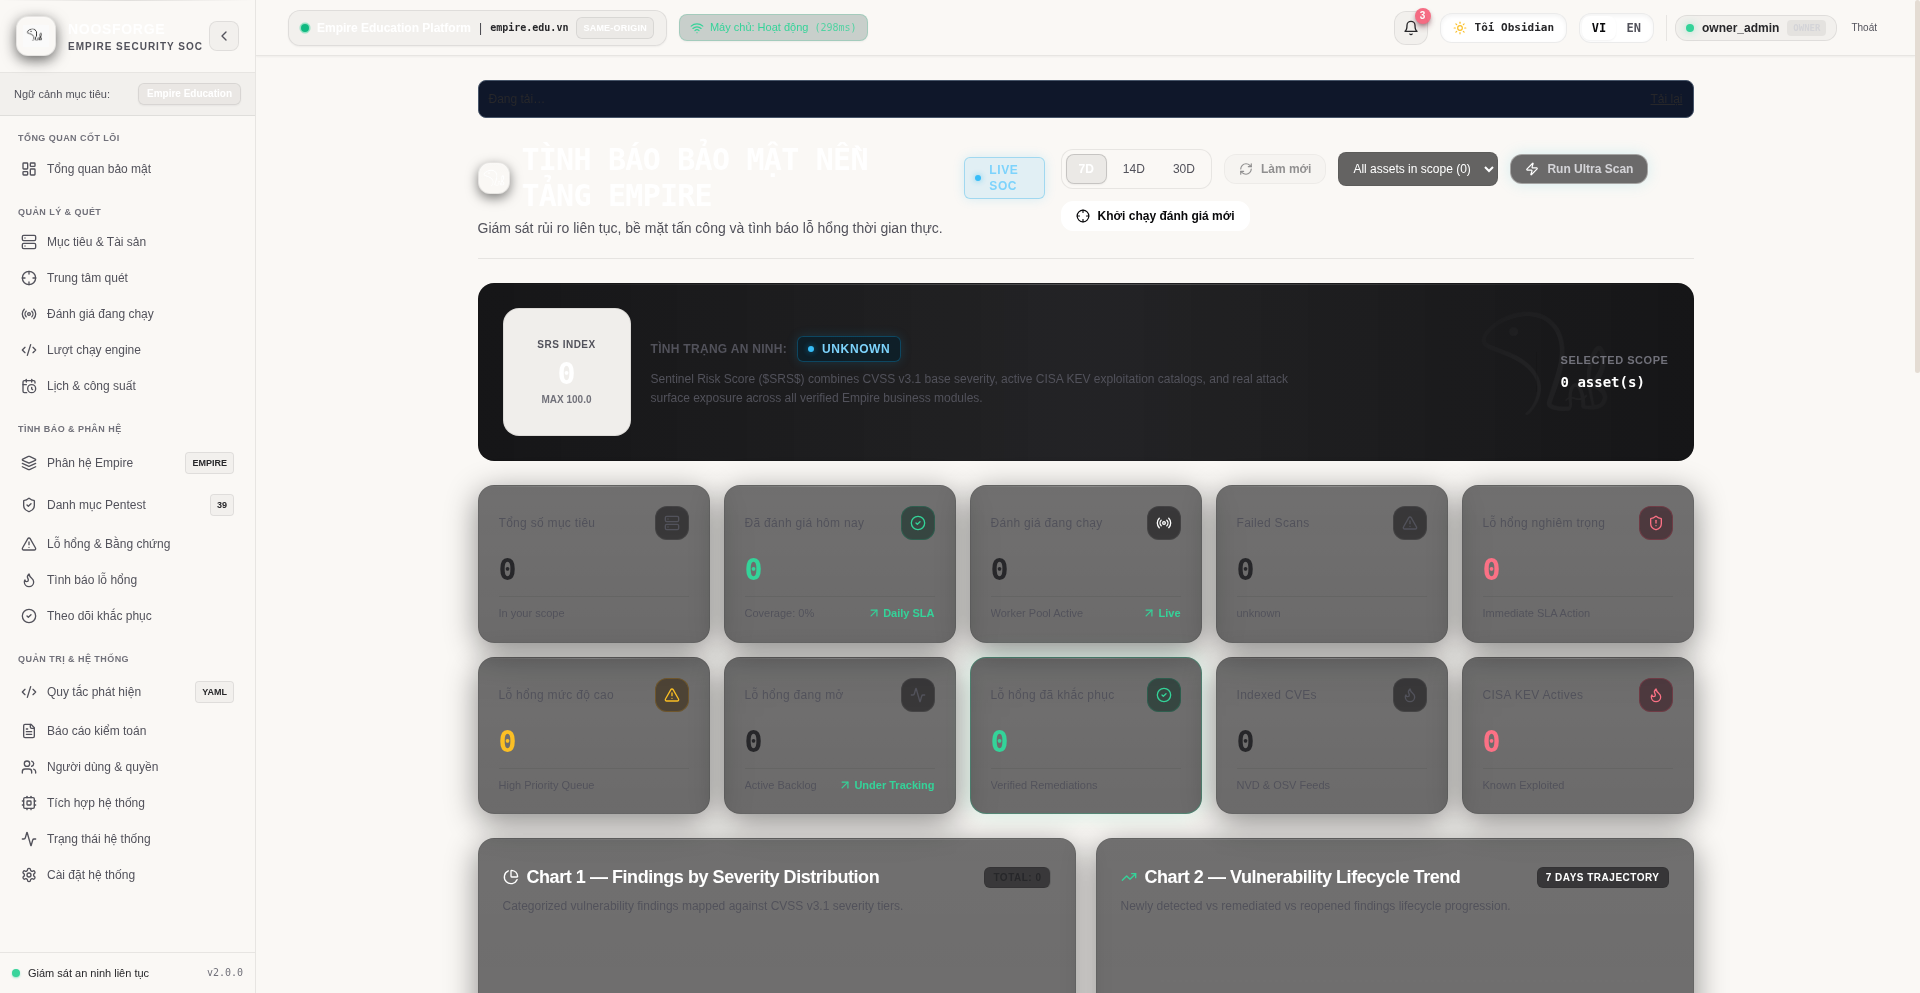 NOOSFORGE
EMPIRE SECURITY SOC
Ngữ cảnh mục tiêu:
Empire Education
TỔNG QUAN CỐT LÕI
Tổng quan bảo mật
QUẢN LÝ & QUÉT
Mục tiêu & Tài sản
Trung tâm quét
Đánh giá đang chạy
Lượt chạy engine
Lịch & công suất
TÌNH BÁO & PHÂN HỆ
Phân hệ Empire
EMPIRE
Danh mục Pentest
39
Lỗ hổng & Bằng chứng
Tình báo lỗ hổng
Theo dõi khắc phục
QUẢN TRỊ & HỆ THỐNG
Quy tắc phát hiện
YAML
Báo cáo kiểm toán
Người dùng & quyền
Tích hợp hệ thống
Trạng thái hệ thống
Cài đặt hệ thống
Giám sát an ninh liên tục
v2.0.0
Empire Education Platform | empire.edu.vn SAME-ORIGIN
Máy chủ: Hoạt động (298ms)
3
Tối Obsidian
VI EN
owner_admin OWNER
Thoát
Đang tải...
Tải lại
TÌNH BÁO BẢO MẬT NỀN
TẢNG EMPIRE
LIVE
SOC
Giám sát rủi ro liên tục, bề mặt tấn công và tình báo lỗ hổng thời gian thực.
7D 14D 30D
Làm mới
All assets in scope (0)
Run Ultra Scan
Khởi chạy đánh giá mới
SRS INDEX
0
MAX 100.0
TÌNH TRẠNG AN NINH:
UNKNOWN
Sentinel Risk Score ($SRS$) combines CVSS v3.1 base severity, active CISA KEV exploitation catalogs, and real attack
surface exposure across all verified Empire business modules.
SELECTED SCOPE
0 asset(s)
Tổng số mục tiêu
0
In your scope
Đã đánh giá hôm nay
0
Coverage: 0%
Daily SLA
Đánh giá đang chạy
0
Worker Pool Active
Live
Failed Scans
0
unknown
Lỗ hổng nghiêm trọng
0
Immediate SLA Action
Lỗ hổng mức độ cao
0
High Priority Queue
Lỗ hổng đang mở
0
Active Backlog
Under Tracking
Lỗ hổng đã khắc phục
0
Verified Remediations
Indexed CVEs
0
NVD & OSV Feeds
CISA KEV Actives
0
Known Exploited
Chart 1 — Findings by Severity Distribution
TOTAL: 0
Categorized vulnerability findings mapped against CVSS v3.1 severity tiers.
Chart 2 — Vulnerability Lifecycle Trend
7 DAYS TRAJECTORY
Newly detected vs remediated vs reopened findings lifecycle progression.